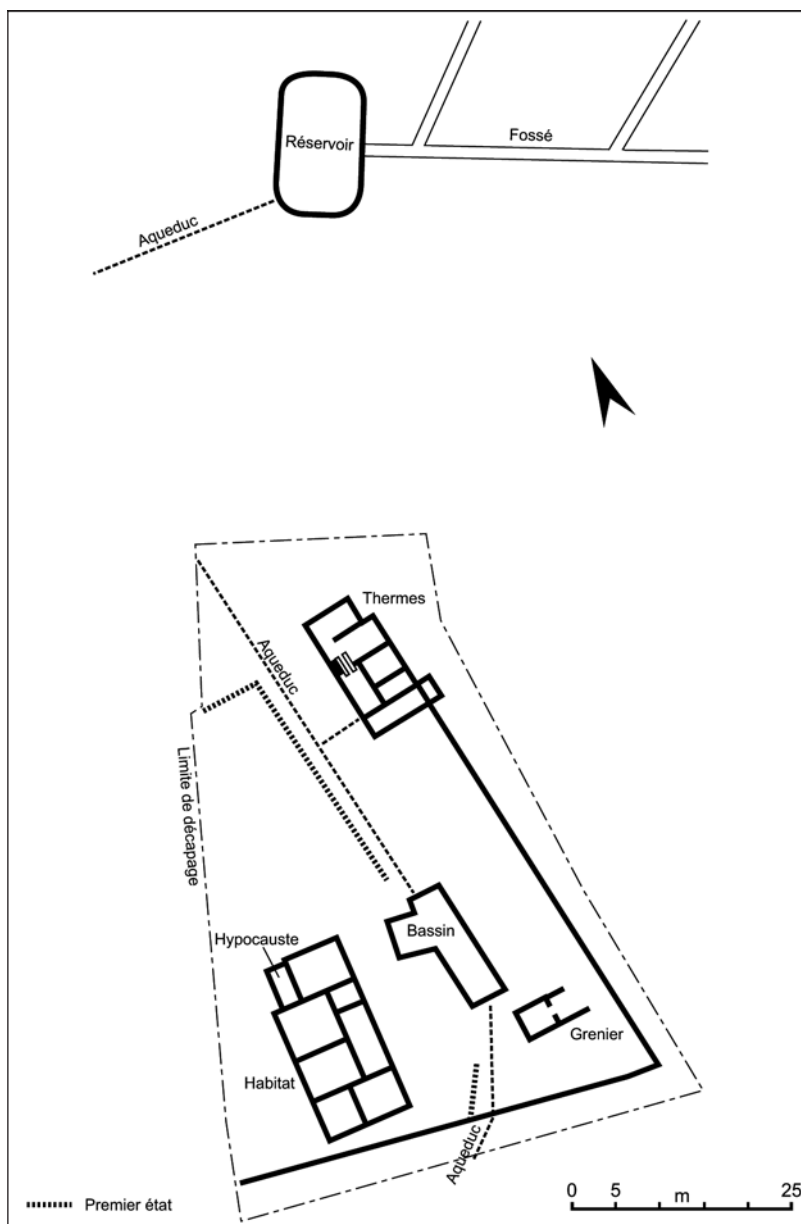 Réservoir
Fossé
Aqueduc
Thermes
Aqueduc
Limite de décapage
Hypocauste
Bassin
Grenier
Habitat
Aqueduc
Premier état
0 5 m 25